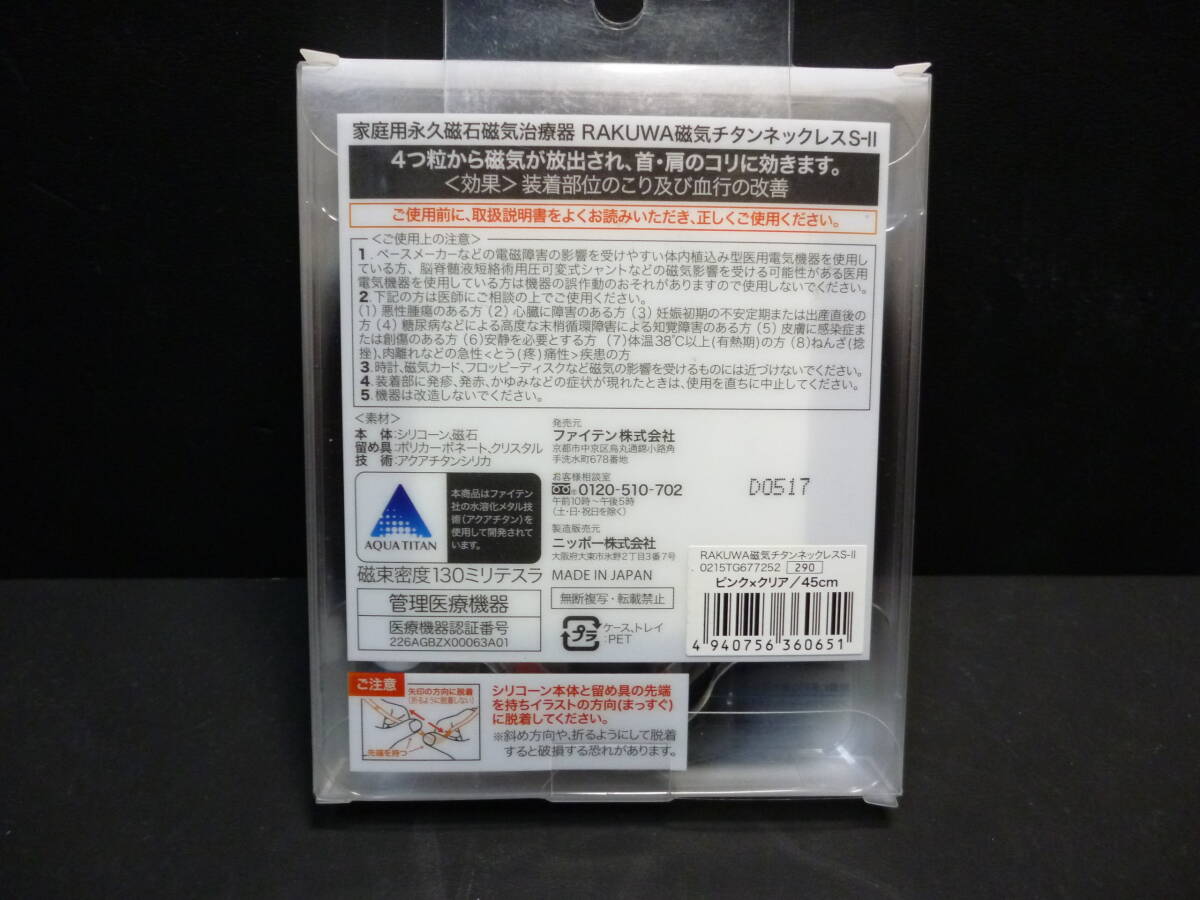 家庭用永久磁石磁気治療器 RAKUWA磁気チタンネックレスS-II
4つ粒から磁気が放出され、首・肩のコリに効きます。
<効果>装着部位のこり及び血行の改善
ご使用前に、取扱説明書をよくお読みいただき、正しくご使用ください。
<ご使用上の注意>
1.ペースメーカーなどの電磁障害の影響を受けやすい体内植込み型医用電気機器を使用し
ている方、脳脊髄液短絡術用圧可変式シャントなどの磁気影響を受ける可能性がある医用
電気機器を使用している方は機器の誤作動のおそれがありますので使用しないでください。
2.下記の方は医師にご相談の上でご使用ください。
(1)悪性腫瘍のある方(2)心臓に障害のある方(3)妊娠初期の不安定期または出産直後の
方(4)糖尿病などによる高度な末梢循環障害による知覚障害のある方(5)皮膚に感染症ま
たは創傷のある方(6)安静を必要とする方(7)体温38℃以上(有熱期)の方(8)ねんざ(捻
挫)、肉離れなどの急性<とう(疼)痛性>疾患の方
3.時計、磁気カード、フロッピーディスクなど磁気の影響を受けるものには近づけないでください。
4.装着部に発疹、発赤、かゆみなどの症状が現れたときは、使用を直ちに中止してください。
5.機器は改造しないでください。
<素材>
本体:シリコーン、磁石
留め具:ポリカーボネート、クリスタル
技術:アクアチタンシリカ
AQUA TITAN
本商品はファイテン
社の水溶化メタル技
術(アクアチタン)を
使用して開発されて
います。
磁束密度130ミリテスラ
管理医療機器
医療機器認証番号
226AGBZX00063A01
発売元
ファイテン株式会社
京都市中京区烏丸通錦小路角
手洗水町678番地
お客様相談室
0120-510-702
午前10時~午後5時
(土・日・祝日を除く)
製造販売元
ニッポー株式会社
大阪府大東市氷野2丁目3番7号
MADE IN JAPAN
無断複写・転載禁止
プラ
ケース、トレイ
:PET
D0517
RAKUWA磁気チタンネックレスS-II
0215TG677252 290
ピンク×クリア/45cm
4 940756 360651
ご注意
矢印の方向に脱着
(折るように脱着しない)
先端を持つ
シリコーン本体と留め具の先端
を持ちイラストの方向(まっすぐ)
に脱着してください。
※斜め方向や、折るようにして脱着
すると破損する恐れがあります。